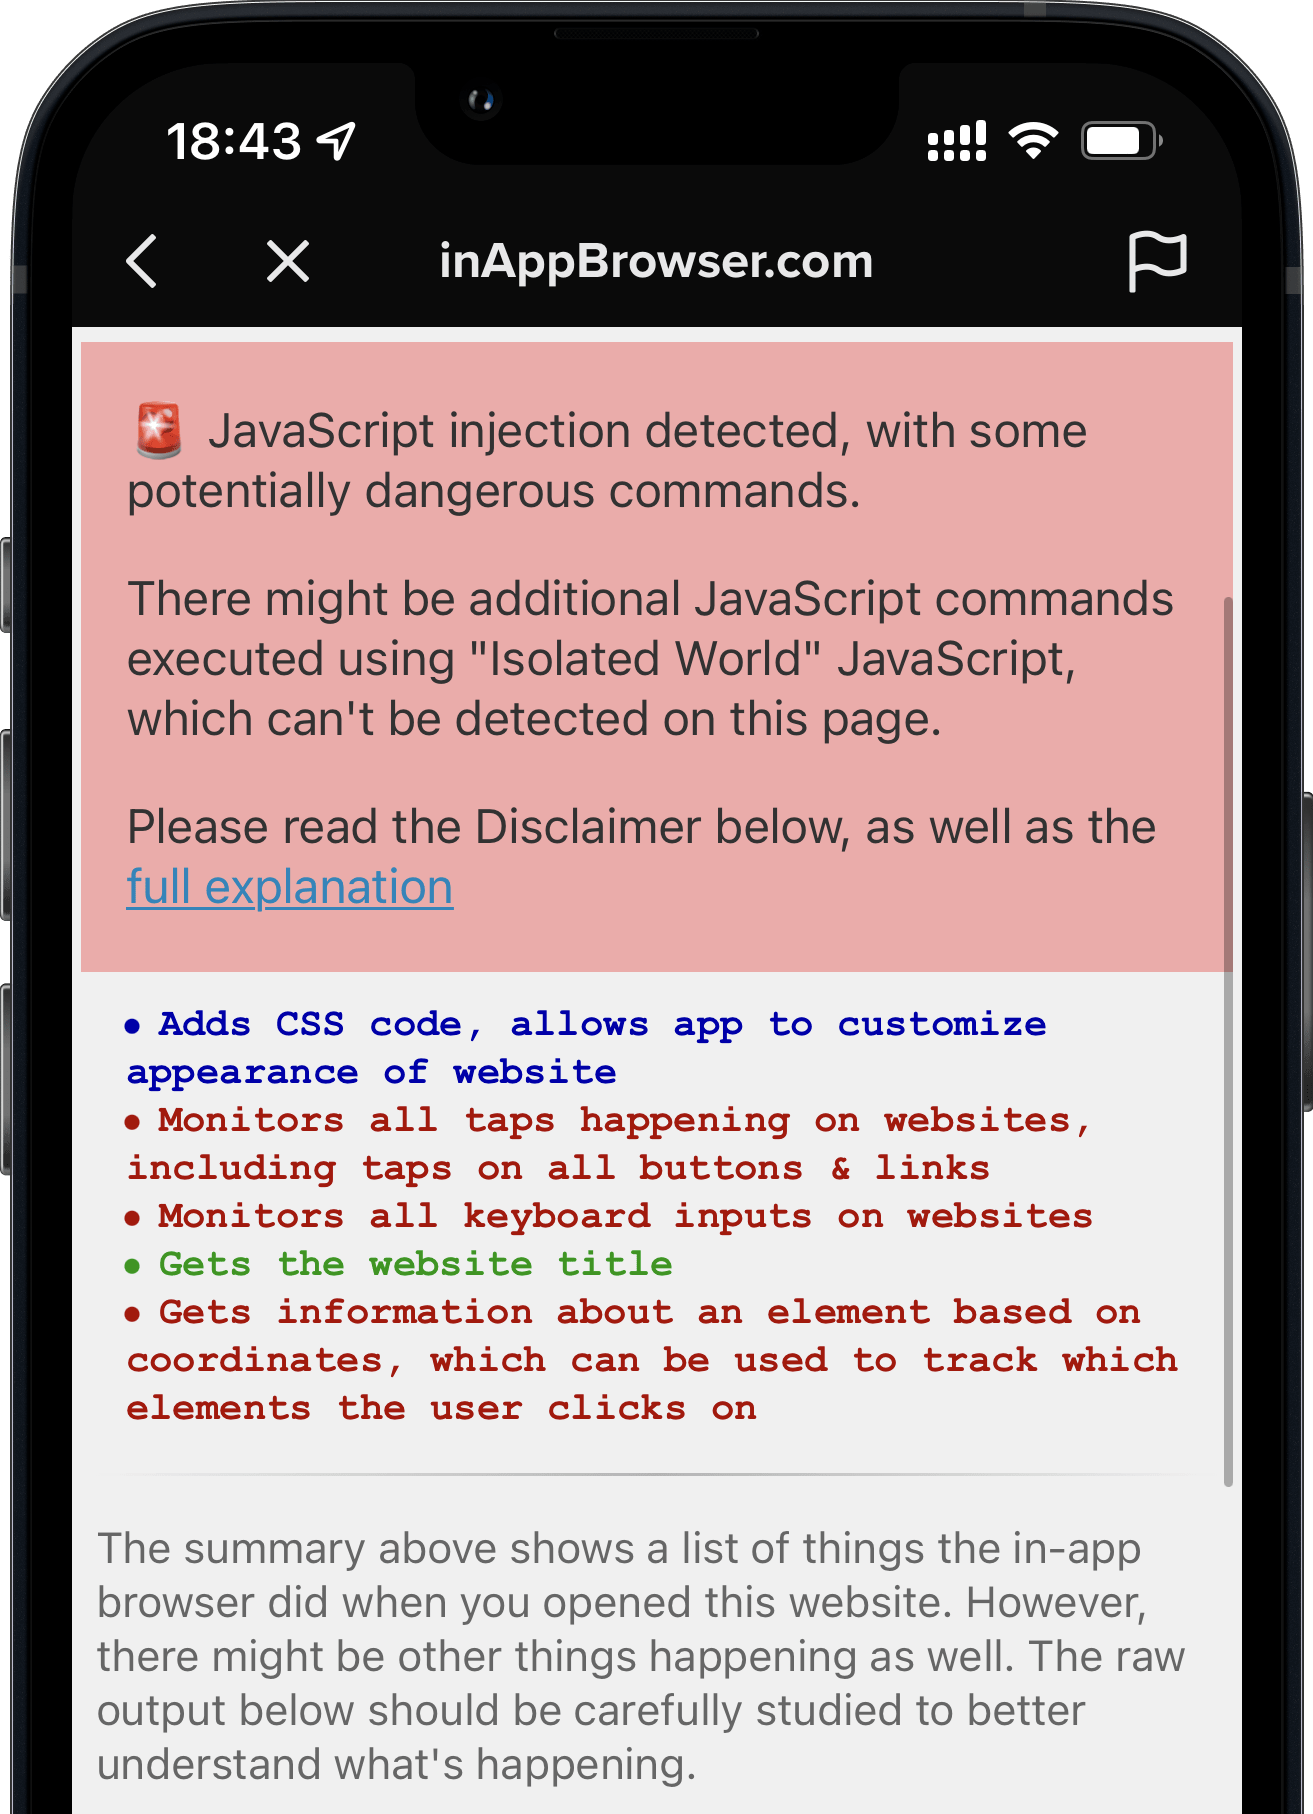 18:43
inAppBrowser.com
🚨 JavaScript injection detected, with some
potentially dangerous commands.
There might be additional JavaScript commands
executed using "Isolated World" JavaScript,
which can't be detected on this page.
Please read the Disclaimer below, as well as the
full explanation
• Adds CSS code, allows app to customize
appearance of website
• Monitors all taps happening on websites,
including taps on all buttons & links
• Monitors all keyboard inputs on websites
• Gets the website title
• Gets information about an element based on
coordinates, which can be used to track which
elements the user clicks on
The summary above shows a list of things the in-app
browser did when you opened this website. However,
there might be other things happening as well. The raw
output below should be carefully studied to better
understand what's happening.